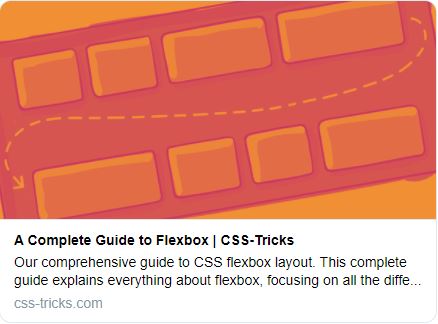 A Complete Guide to Flexbox | CSS-Tricks
Our comprehensive guide to CSS flexbox layout. This complete
guide explains everything about flexbox, focusing on all the diffe...
css-tricks.com